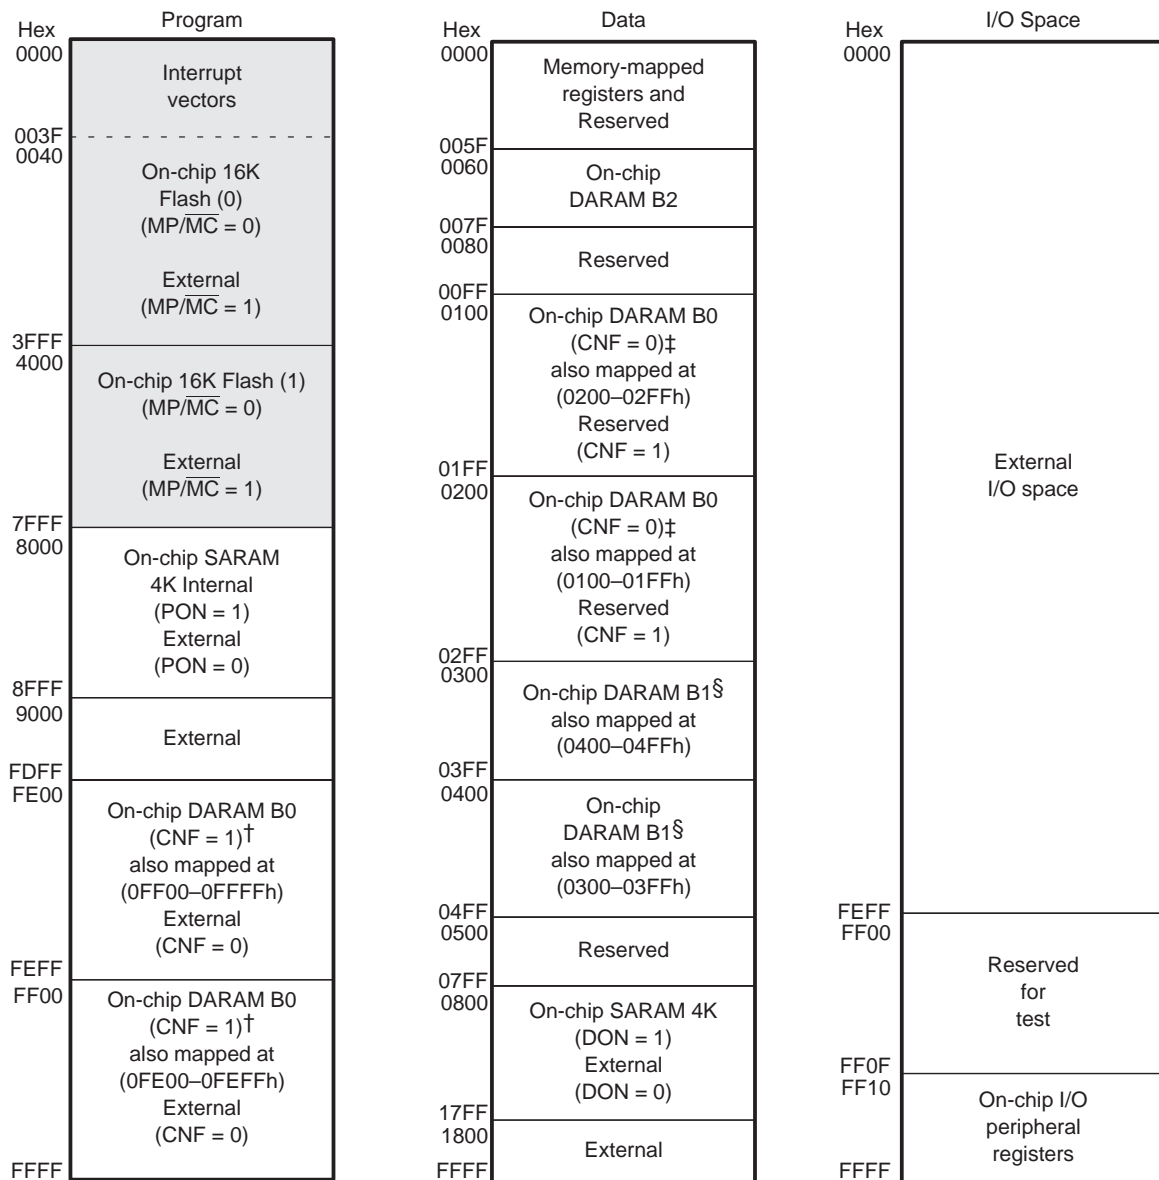 Program
Hex
0000
Interrupt
vectors
003F
0040
On-chip 16K
Flash (0)
(MP/M̅C̅ = 0)
External
(MP/M̅C̅ = 1)
3FFF
4000
On-chip 16K Flash (1)
(MP/M̅C̅ = 0)
External
(MP/M̅C̅ = 1)
7FFF
8000
On-chip SARAM
4K Internal
(PON = 1)
External
(PON = 0)
8FFF
9000
External
FDFF
FE00
On-chip DARAM B0
(CNF = 1)†
also mapped at
(0FF00–0FFFFh)
External
(CNF = 0)
FEFF
FF00
On-chip DARAM B0
(CNF = 1)†
also mapped at
(0FE00–0FEFFh)
External
(CNF = 0)
FFFF
Data
Hex
0000
Memory-mapped
registers and
Reserved
005F
0060
On-chip
DARAM B2
007F
0080
Reserved
00FF
0100
On-chip DARAM B0
(CNF = 0)‡
also mapped at
(0200–02FFh)
Reserved
(CNF = 1)
01FF
0200
On-chip DARAM B0
(CNF = 0)‡
also mapped at
(0100–01FFh)
Reserved
(CNF = 1)
02FF
0300
On-chip DARAM B1§
also mapped at
(0400–04FFh)
03FF
0400
On-chip
DARAM B1§
also mapped at
(0300–03FFh)
04FF
0500
Reserved
07FF
0800
On-chip SARAM 4K
(DON = 1)
External
(DON = 0)
17FF
1800
External
FFFF
I/O Space
Hex
0000
External
I/O space
FEFF
FF00
Reserved
for
test
FF0F
FF10
On-chip I/O
peripheral
registers
FFFF